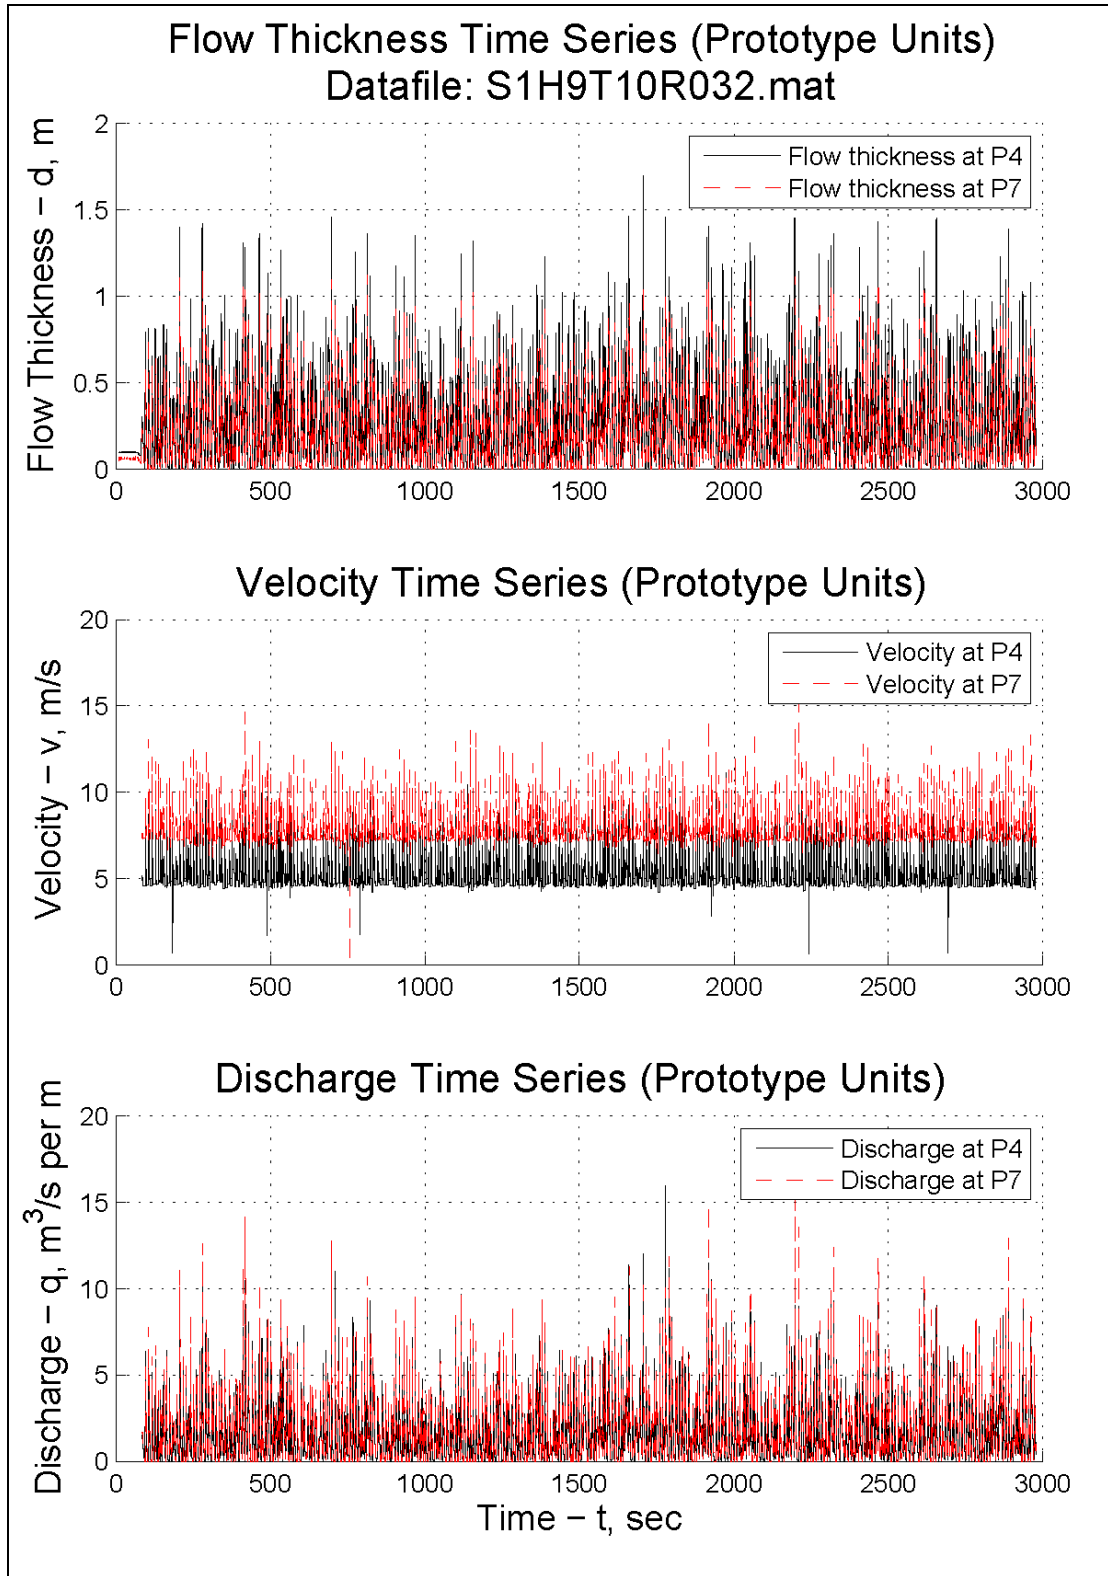 Flow Thickness Time Series (Prototype Units)
Datafile: S1H9T10R032.mat
Flow Thickness − d, m
2
1.5
1
0.5
0
Flow thickness at P4
Flow thickness at P7
0 500 1000 1500 2000 2500 3000
Velocity Time Series (Prototype Units)
Velocity − v, m/s
20
15
10
5
0
Velocity at P4
Velocity at P7
0 500 1000 1500 2000 2500 3000
Discharge Time Series (Prototype Units)
Discharge − q, m³/s per m
20
15
10
5
0
Discharge at P4
Discharge at P7
0 500 1000 1500 2000 2500 3000
Time − t, sec